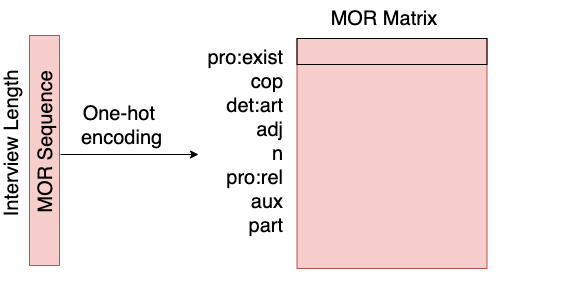 MOR Matrix
Interview Length
MOR Sequence
One-hot
encoding
pro:exist
cop
det:art
adj
n
pro:rel
aux
part